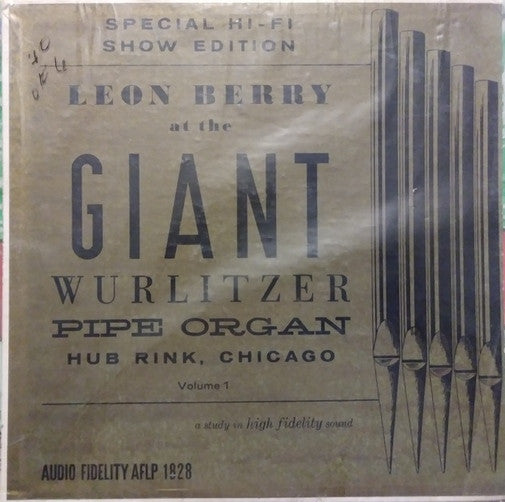 SPECIAL HI-FI
SHOW EDITION
LEON BERRY
at the
GIANT
WURLITZER
PIPE ORGAN
HUB RINK, CHICAGO
Volume 1
a study in high fidelity sound
AUDIO FIDELITY AFLP 1828